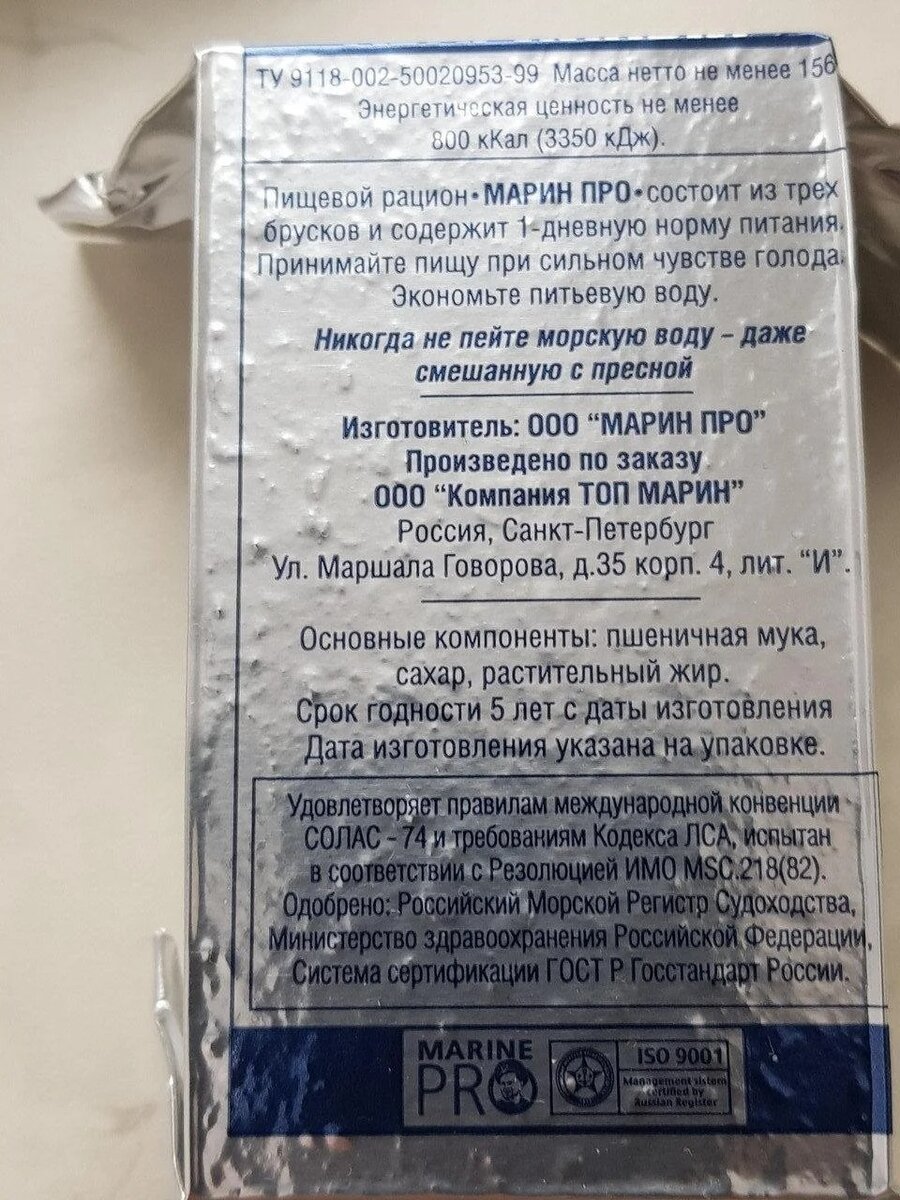 ТУ 9118-002-50020953-99 Масса нетто не менее 156
Энергетическая ценность не менее
800 кКал (3350 кДж).
Пищевой рацион•МАРИН ПРО•состоит из трех
брусков и содержит 1-дневную норму питания.
Принимайте пищу при сильном чувстве голода.
Экономьте питьевую воду.
Никогда не пейте морскую воду – даже
смешанную с пресной
Изготовитель: ООО “МАРИН ПРО”
Произведено по заказу
ООО “Компания ТОП МАРИН”
Россия, Санкт-Петербург
Ул. Маршала Говорова, д.35 корп. 4, лит. “И”.
Основные компоненты: пшеничная мука,
сахар, растительный жир.
Срок годности 5 лет с даты изготовления
Дата изготовления указана на упаковке.
Удовлетворяет правилам международной конвенции
СОЛАС - 74 и требованиям Кодекса ЛСА, испытан
в соответствии с Резолюцией ИМО MSC.218(82).
Одобрено: Российский Морской Регистр Судоходства,
Министерство здравоохранения Российской Федерации,
Система сертификации ГОСТ Р Госстандарт России.
MARINE
PRO
ISO 9001
Management sistem
certified by
Russian Register